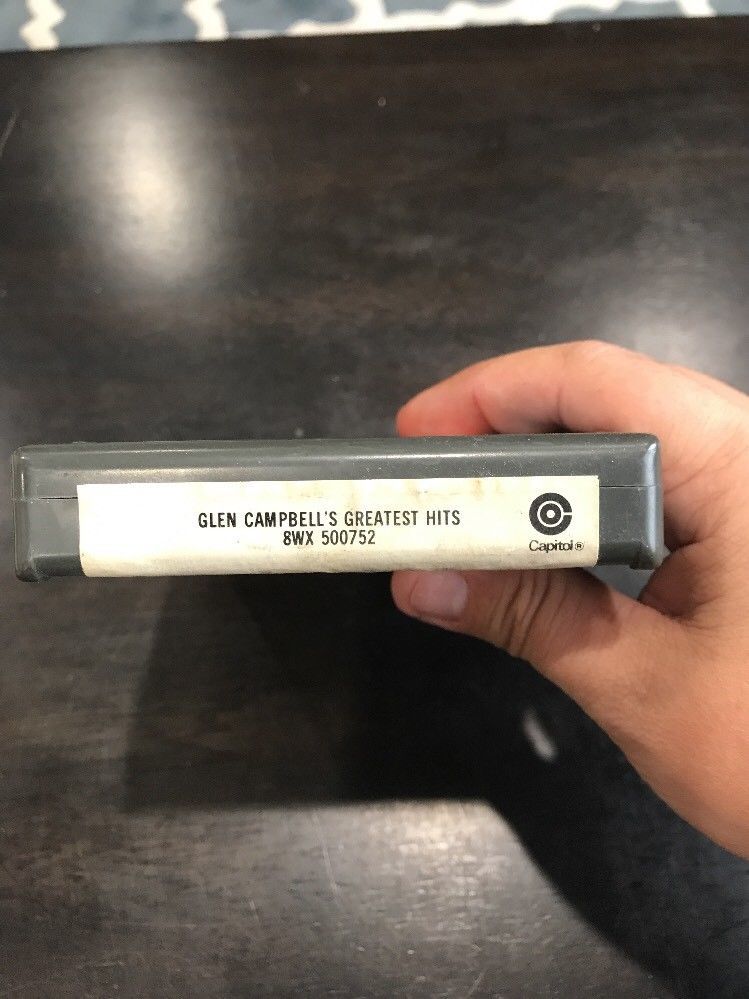 GLEN CAMPBELL'S GREATEST HITS
8WX 500752
Capitol®